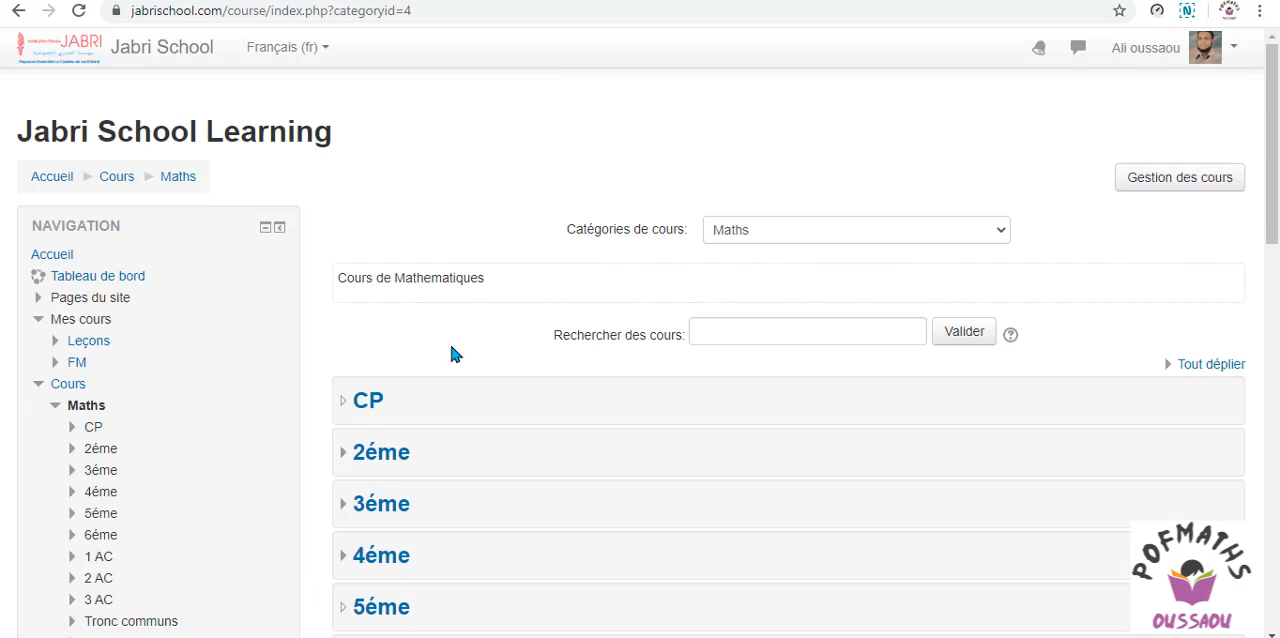 jabrischool.com/course/index.php?categoryid=4
JABRI
Jabri School
Français (fr)
Ali oussaou
Jabri School Learning
Accueil
Cours
Maths
Gestion des cours
NAVIGATION
Accueil
Tableau de bord
Pages du site
Mes cours
Leçons
FM
Cours
Maths
CP
2éme
3éme
4éme
5éme
6éme
1 AC
2 AC
3 AC
Tronc communs
Catégories de cours:
Maths
Cours de Mathematiques
Rechercher des cours:
Valider
Tout déplier
CP
2éme
3éme
4éme
5éme
POFMATHS
OUSSAOU